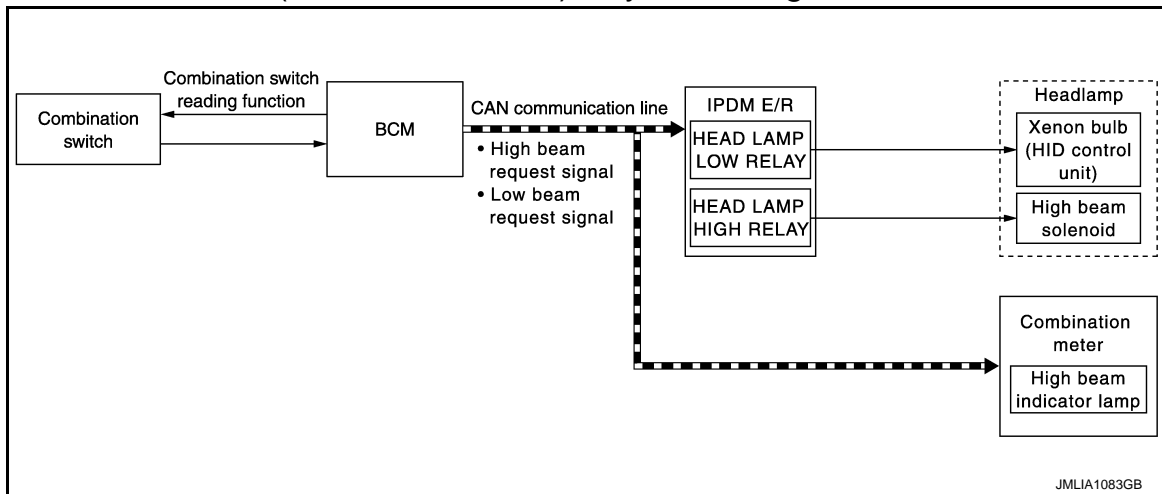 Combination switch
reading function
Combination
switch
BCM
CAN communication line
• High beam
request signal
• Low beam
request signal
IPDM E/R
HEAD LAMP
LOW RELAY
HEAD LAMP
HIGH RELAY
Headlamp
Xenon bulb
(HID control
unit)
High beam
solenoid
Combination
meter
High beam
indicator lamp
JMLIA1083GB